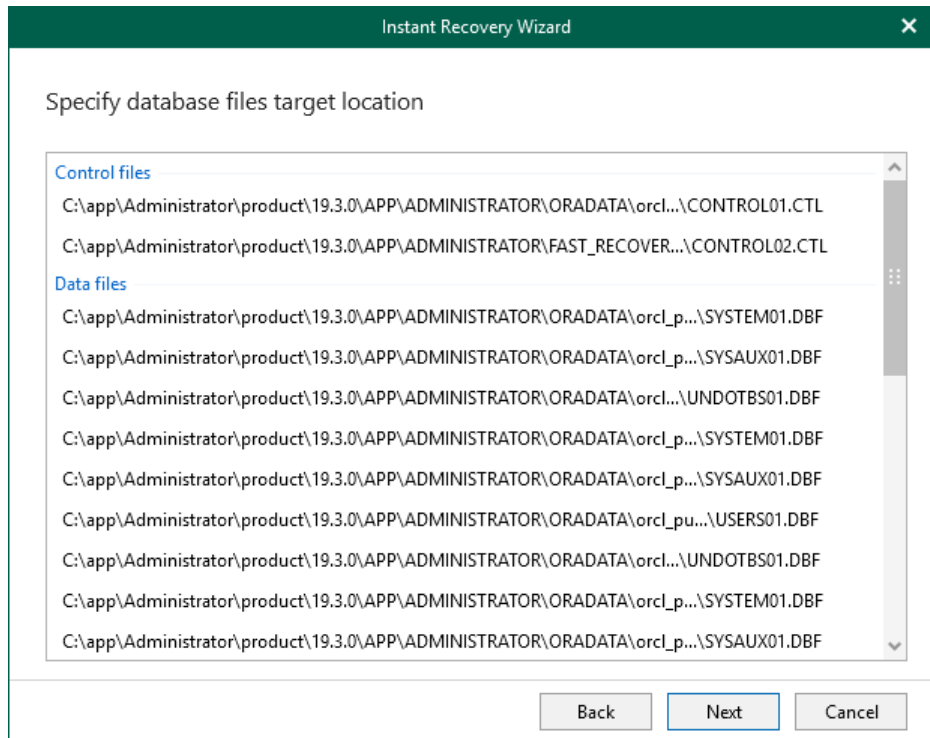 Instant Recovery Wizard
Specify database files target location
Control files
C:\app\Administrator\product\19.3.0\APP\ADMINISTRATOR\ORADATA\orcl...\CONTROL01.CTL
C:\app\Administrator\product\19.3.0\APP\ADMINISTRATOR\FAST_RECOVER...\CONTROL02.CTL
Data files
C:\app\Administrator\product\19.3.0\APP\ADMINISTRATOR\ORADATA\orcl_p...\SYSTEM01.DBF
C:\app\Administrator\product\19.3.0\APP\ADMINISTRATOR\ORADATA\orcl_p...\SYSAUX01.DBF
C:\app\Administrator\product\19.3.0\APP\ADMINISTRATOR\ORADATA\orcl...\UNDOTBS01.DBF
C:\app\Administrator\product\19.3.0\APP\ADMINISTRATOR\ORADATA\orcl_p...\SYSTEM01.DBF
C:\app\Administrator\product\19.3.0\APP\ADMINISTRATOR\ORADATA\orcl_p...\SYSAUX01.DBF
C:\app\Administrator\product\19.3.0\APP\ADMINISTRATOR\ORADATA\orcl_pu...\USERS01.DBF
C:\app\Administrator\product\19.3.0\APP\ADMINISTRATOR\ORADATA\orcl...\UNDOTBS01.DBF
C:\app\Administrator\product\19.3.0\APP\ADMINISTRATOR\ORADATA\orcl_p...\SYSTEM01.DBF
C:\app\Administrator\product\19.3.0\APP\ADMINISTRATOR\ORADATA\orcl_p...\SYSAUX01.DBF
Back Next Cancel